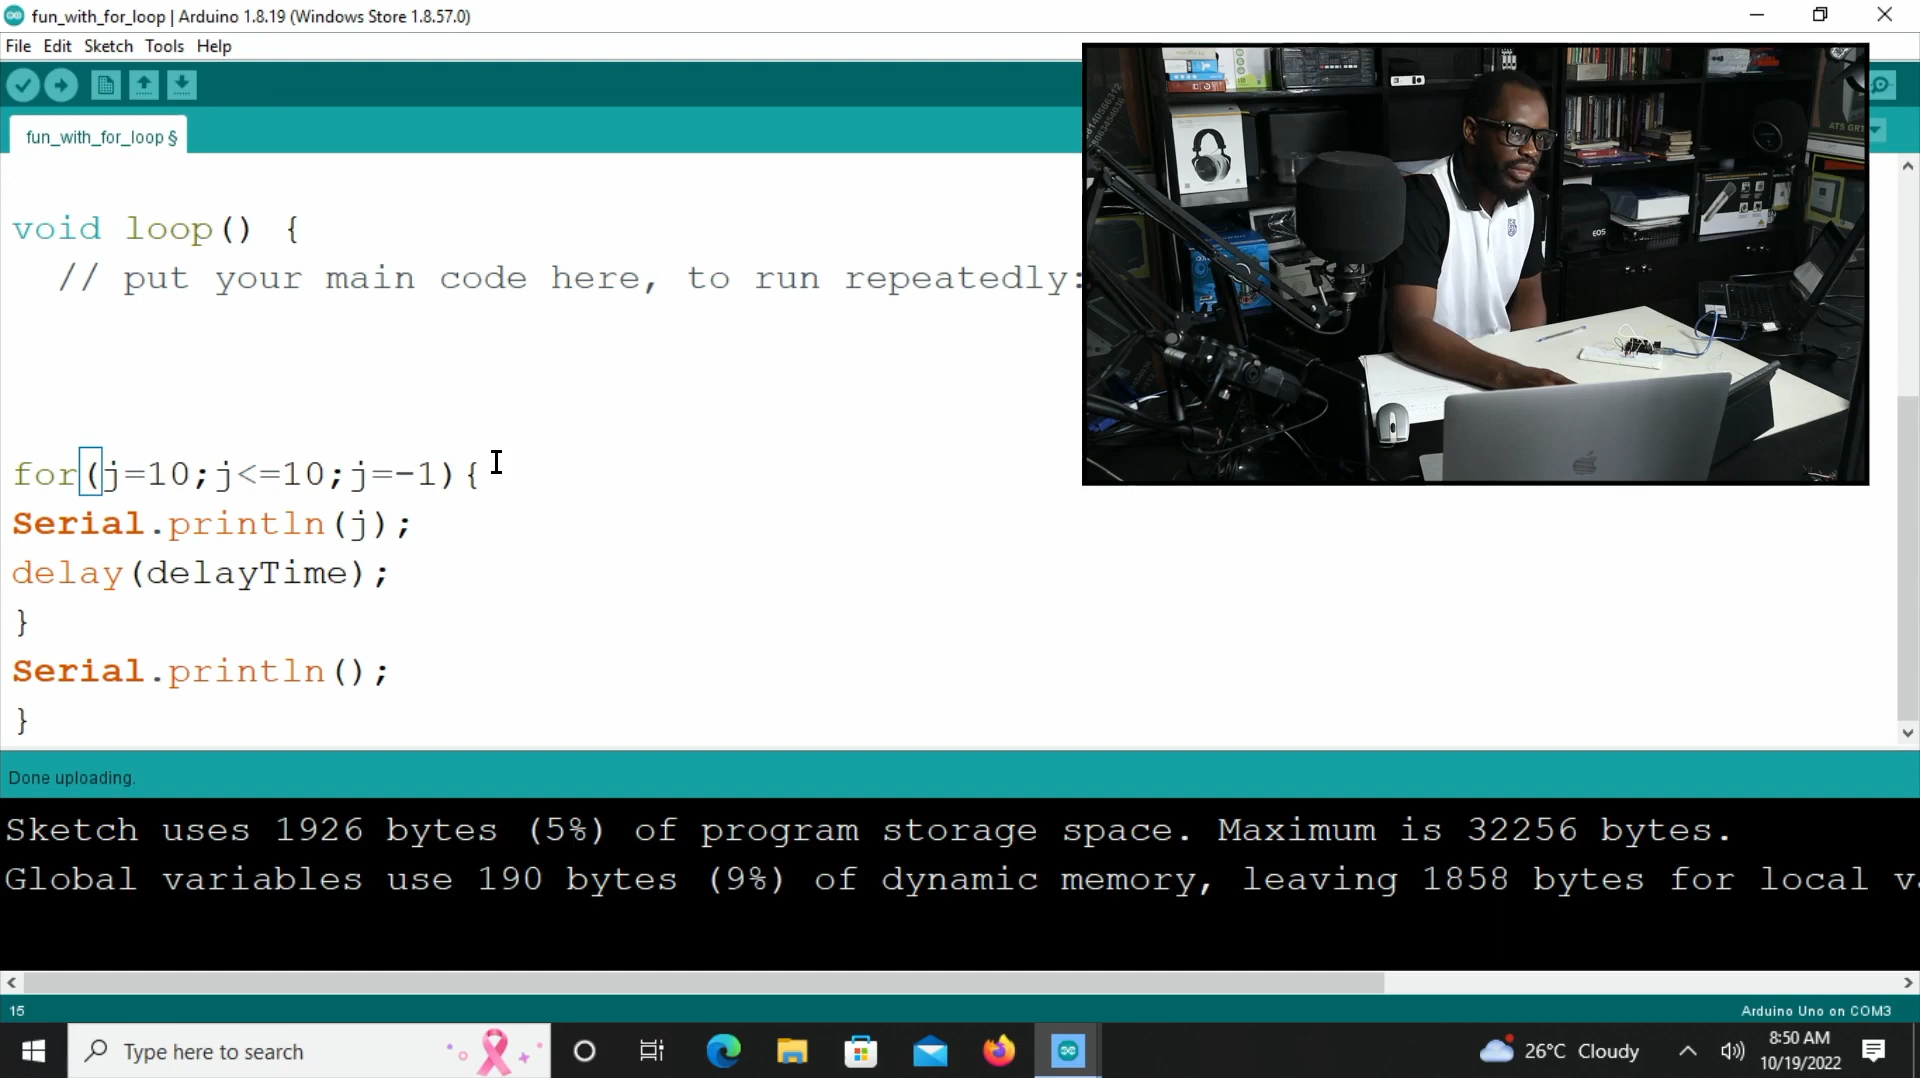 fun_with_for_loop | Arduino 1.8.19 (Windows Store 1.8.57.0)
File Edit Sketch Tools Help
fun_with_for_loop §
ATS GRT
EOS
void loop() {
// put your main code here, to run repeatedly:
for(j=10;j<=10;j=-1){
Serial.println(j);
delay(delayTime);
}
Serial.println();
}
Done uploading.
Sketch uses 1926 bytes (5%) of program storage space. Maximum is 32256 bytes.
Global variables use 190 bytes (9%) of dynamic memory, leaving 1858 bytes for local
15
Arduino Uno on COM3
Type here to search
26°C Cloudy
8:50 AM
10/19/2022